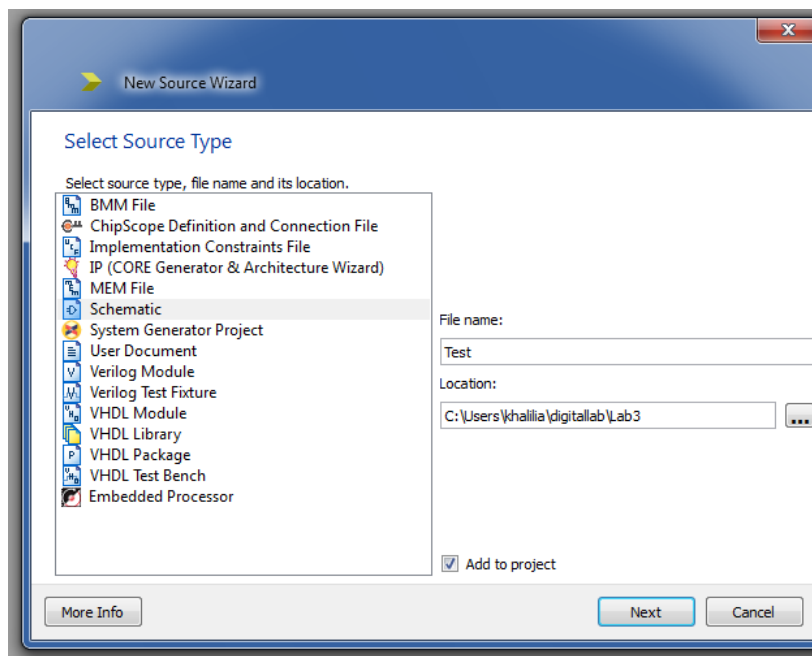 New Source Wizard
Select Source Type
Select source type, file name and its location.
BMM File
ChipScope Definition and Connection File
Implementation Constraints File
IP (CORE Generator & Architecture Wizard)
MEM File
Schematic
System Generator Project
User Document
Verilog Module
Verilog Test Fixture
VHDL Module
VHDL Library
VHDL Package
VHDL Test Bench
Embedded Processor
File name:
Test
Location:
C:\Users\khalilia\digitallab\Lab3
...
Add to project
More Info
Next
Cancel